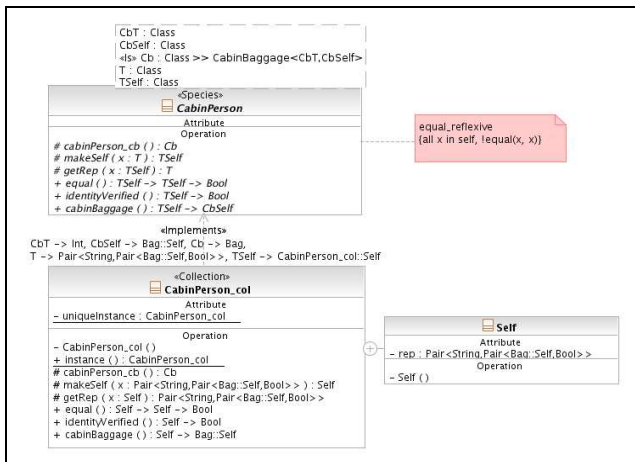 CbT : Class
CbSelf : Class
«Is» Cb : Class >> CabinBaggage<CbT,CbSelf>
T : Class
TSelf : Class
«Species»
CabinPerson
Attribute
Operation
# cabinPerson_cb ( ) : Cb
# makeSelf ( x : T ) : TSelf
# getRep ( x : TSelf ) : T
+ equal ( ) : TSelf -> TSelf -> Bool
+ identityVerified ( ) : TSelf -> Bool
+ cabinBaggage ( ) : TSelf -> CbSelf
equal_reflexive
{all x in self, !equal(x, x)}
«Implements»
CbT -> Int, CbSelf -> Bag::Self, Cb -> Bag,
T -> Pair<String,Pair<Bag::Self,Bool>>, TSelf -> CabinPerson_col::Self
«Collection»
CabinPerson_col
Attribute
- uniqueInstance : CabinPerson_col
Operation
- CabinPerson_col ( )
+ instance ( ) : CabinPerson_col
# cabinPerson_cb ( ) : Cb
# makeSelf ( x : Pair<String,Pair<Bag::Self,Bool>> ) : Self
# getRep ( x : Self ) : Pair<String,Pair<Bag::Self,Bool>>
+ equal ( ) : Self -> Self -> Bool
+ identityVerified ( ) : Self -> Bool
+ cabinBaggage ( ) : Self -> Bag::Self
Self
Attribute
- rep : Pair<String,Pair<Bag::Self,Bool>>
Operation
- Self ( )